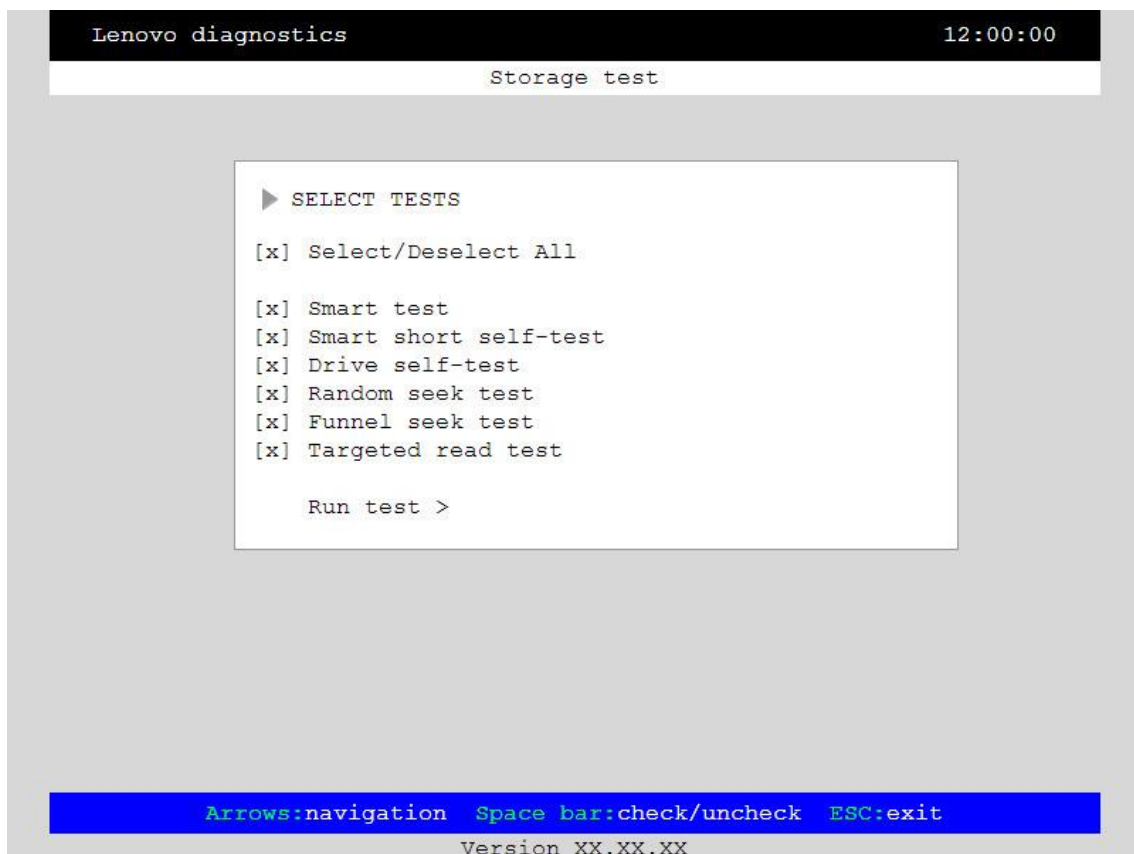 Lenovo diagnostics 12:00:00
Storage test
SELECT TESTS
[x] Select/Deselect All
[x] Smart test
[x] Smart short self-test
[x] Drive self-test
[x] Random seek test
[x] Funnel seek test
[x] Targeted read test
Run test >
Arrows:navigation Space bar:check/uncheck ESC:exit
Version XX.XX.XX